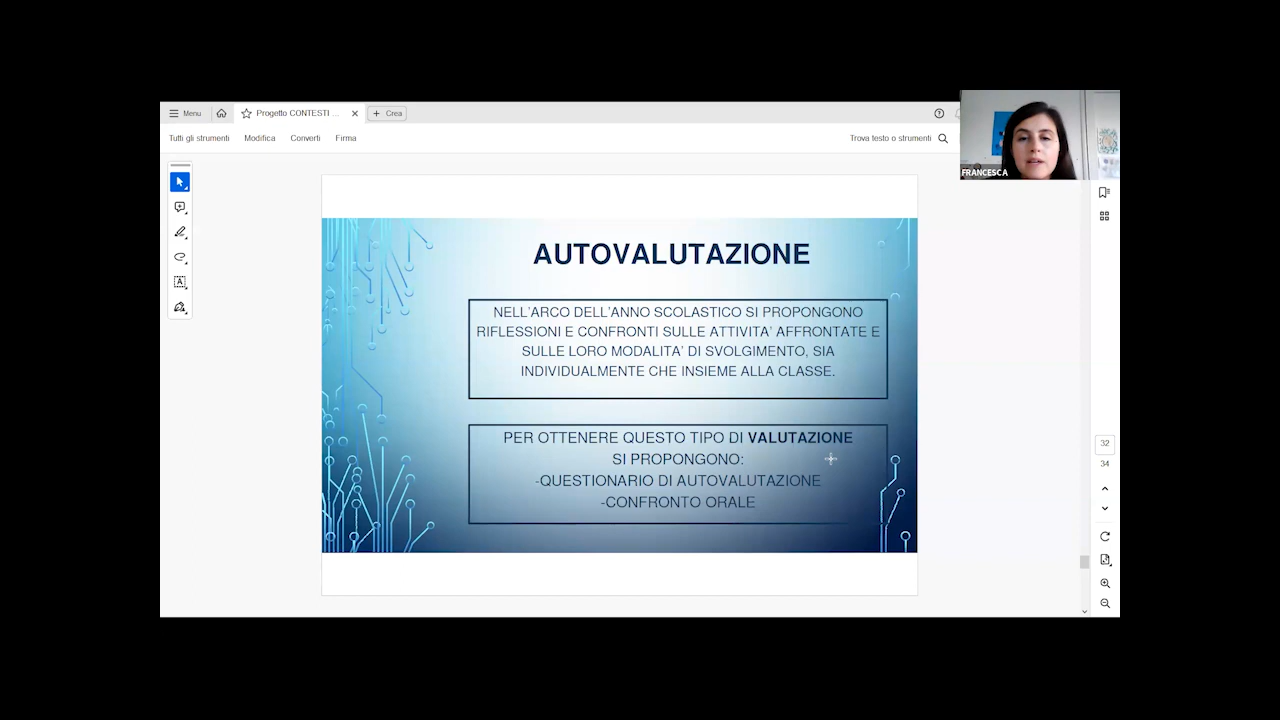 Menu
Progetto CONTESTI ...
Crea
Tutti gli strumenti
Modifica
Converti
Firma
Trova testo o strumenti
FRANCESCA
AUTOVALUTAZIONE
NELL'ARCO DELL'ANNO SCOLASTICO SI PROPONGONO
RIFLESSIONI E CONFRONTI SULLE ATTIVITA' AFFRONTATE E
SULLE LORO MODALITA' DI SVOLGIMENTO, SIA
INDIVIDUALMENTE CHE INSIEME ALLA CLASSE.
PER OTTENERE QUESTO TIPO DI VALUTAZIONE
SI PROPONGONO:
-QUESTIONARIO DI AUTOVALUTAZIONE
-CONFRONTO ORALE
32
34